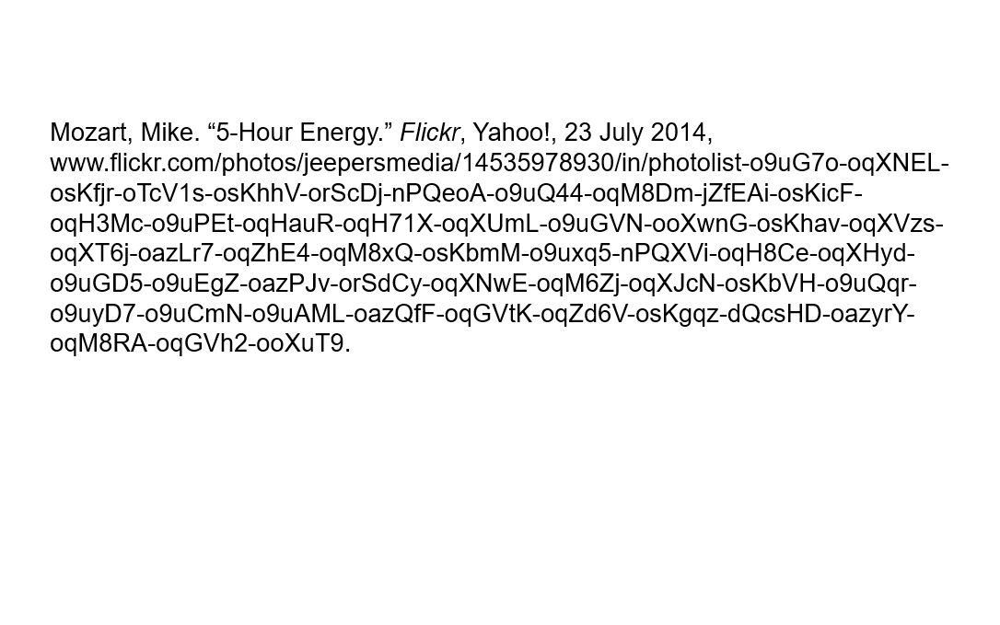 Mozart, Mike. “5-Hour Energy.” Flickr, Yahoo!, 23 July 2014,
www.flickr.com/photos/jeepersmedia/14535978930/in/photolist-o9uG7o-oqXNEL-
osKfjr-oTcV1s-osKhhV-orScDj-nPQeoA-o9uQ44-oqM8Dm-jZfEAi-osKicF-
oqH3Mc-o9uPEt-oqHauR-oqH71X-oqXUmL-o9uGVN-ooXwnG-osKhav-oqXVzs-
oqXT6j-oazLr7-oqZhE4-oqM8xQ-osKbmM-o9uxq5-nPQXVi-oqH8Ce-oqXHyd-
o9uGD5-o9uEgZ-oazPJv-orSdCy-oqXNwE-oqM6Zj-oqXJcN-osKbVH-o9uQqr-
o9uyD7-o9uCmN-o9uAML-oazQfF-oqGVtK-oqZd6V-osKgqz-dQcsHD-oazyrY-
oqM8RA-oqGVh2-ooXuT9.